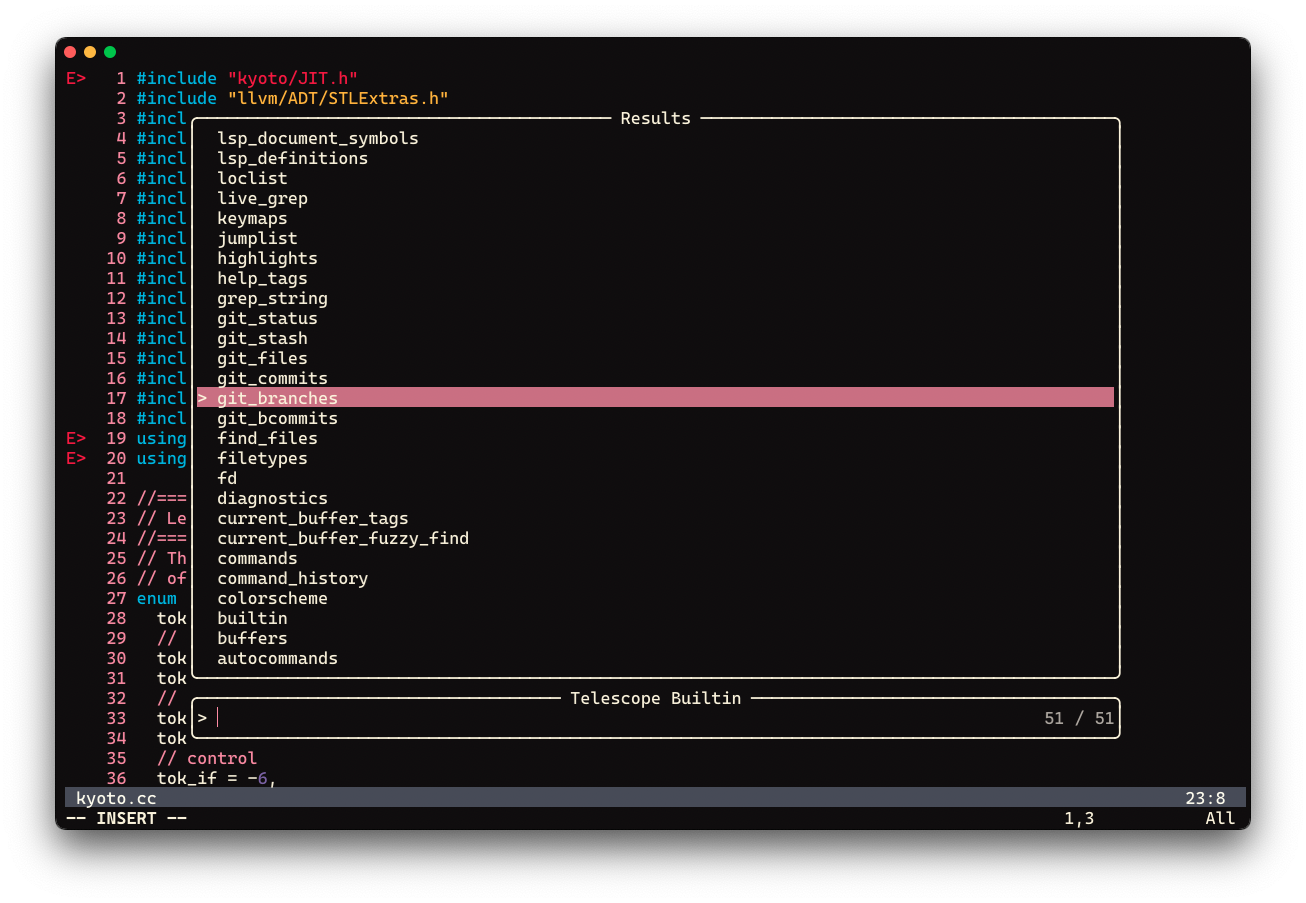 E> 1 #include "kyoto/JIT.h"
2 #include "llvm/ADT/STLExtras.h"
3 #incl Results
4 #incl lsp_document_symbols
5 #incl lsp_definitions
6 #incl loclist
7 #incl live_grep
8 #incl keymaps
9 #incl jumplist
10 #incl highlights
11 #incl help_tags
12 #incl grep_string
13 #incl git_status
14 #incl git_stash
15 #incl git_files
16 #incl git_commits
17 #incl > git_branches
18 #incl git_bcommits
E> 19 using find_files
E> 20 using filetypes
21 fd
22 //=== diagnostics
23 // Le current_buffer_tags
24 //=== current_buffer_fuzzy_find
25 // Th commands
26 // of command_history
27 enum colorscheme
28 tok builtin
29 // buffers
30 tok autocommands
31 tok
32 // Telescope Builtin
33 tok > 51 / 51
34 tok
35 // control
36 tok_if = -6,
kyoto.cc 23:8
-- INSERT -- 1,3 All